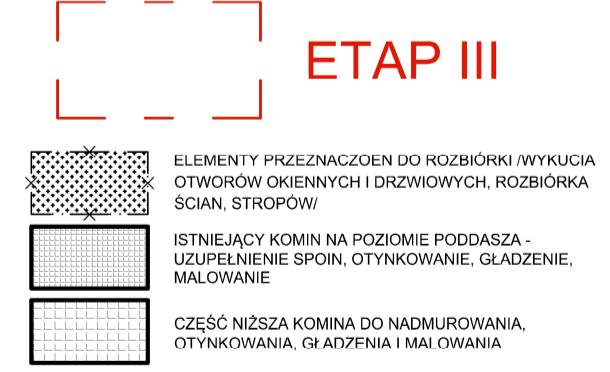 ETAP III
ELEMENTY PRZEZNACZOEN DO ROZBIÓRKI /WYKUCIA
OTWORÓW OKIENNYCH I DRZWIOWYCH, ROZBIÓRKA
ŚCIAN, STROPÓW/
ISTNIEJĄCY KOMIN NA POZIOMIE PODDASZA -
UZUPEŁNIENIE SPOIN, OTYNKOWANIE, GŁADZENIE,
MALOWANIE
CZĘŚĆ NIŻSZA KOMINA DO NADMUROWANIA,
OTYNKOWANIA, GŁADZENIA I MALOWANIA